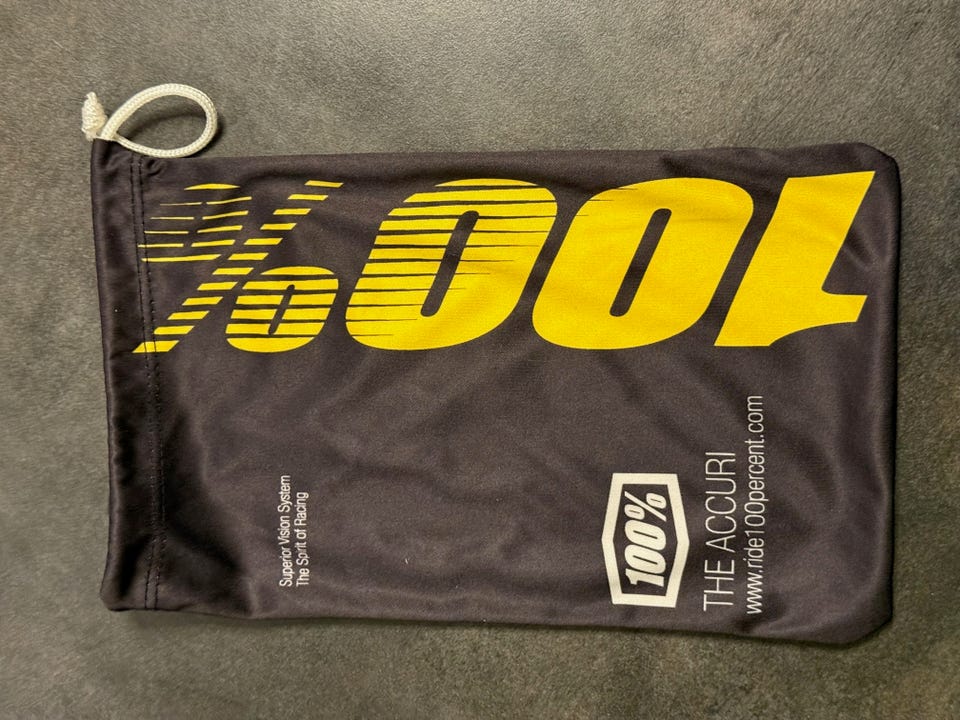 100%
Superior Vision System
The Spirit of Racing
100%
THE ACCURI
www.ride100percent.com